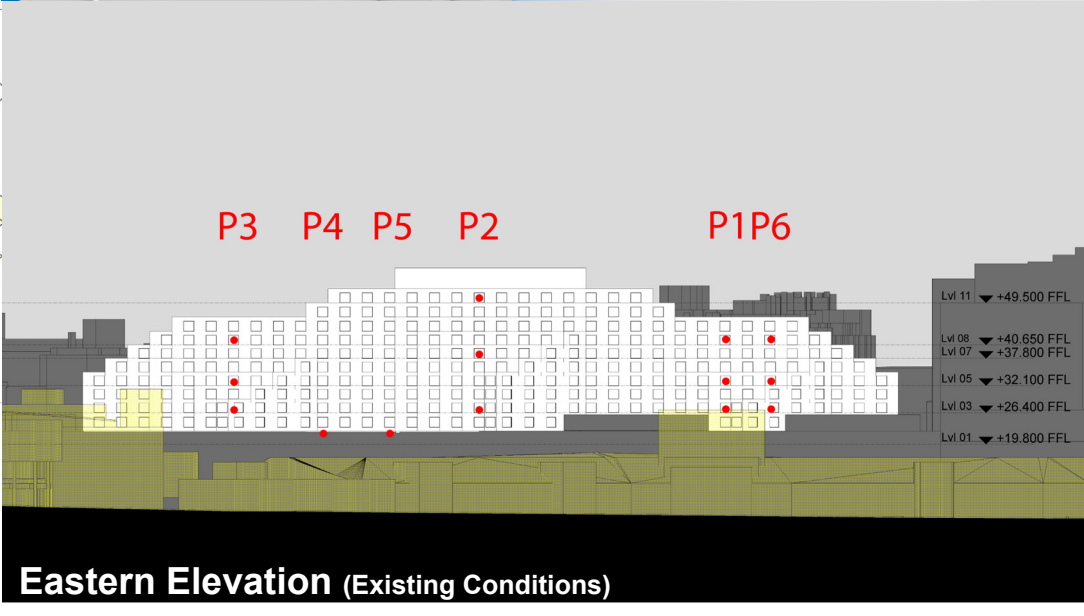 P3 P4 P5 P2 P1 P6
Lvl 11 +49.500 FFL
Lvl 08 +40.650 FFL
Lvl 07 +37.800 FFL
Lvl 05 +32.100 FFL
Lvl 03 +26.400 FFL
Lvl 01 +19.800 FFL
Eastern Elevation (Existing Conditions)